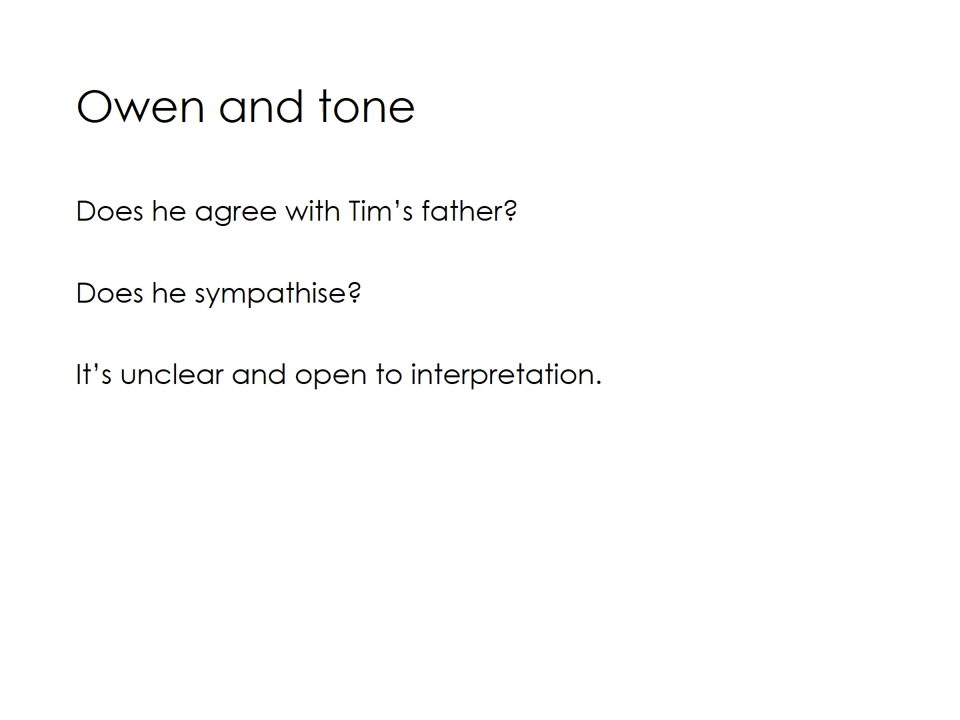 Owen and tone
Does he agree with Tim’s father?
Does he sympathise?
It’s unclear and open to interpretation.